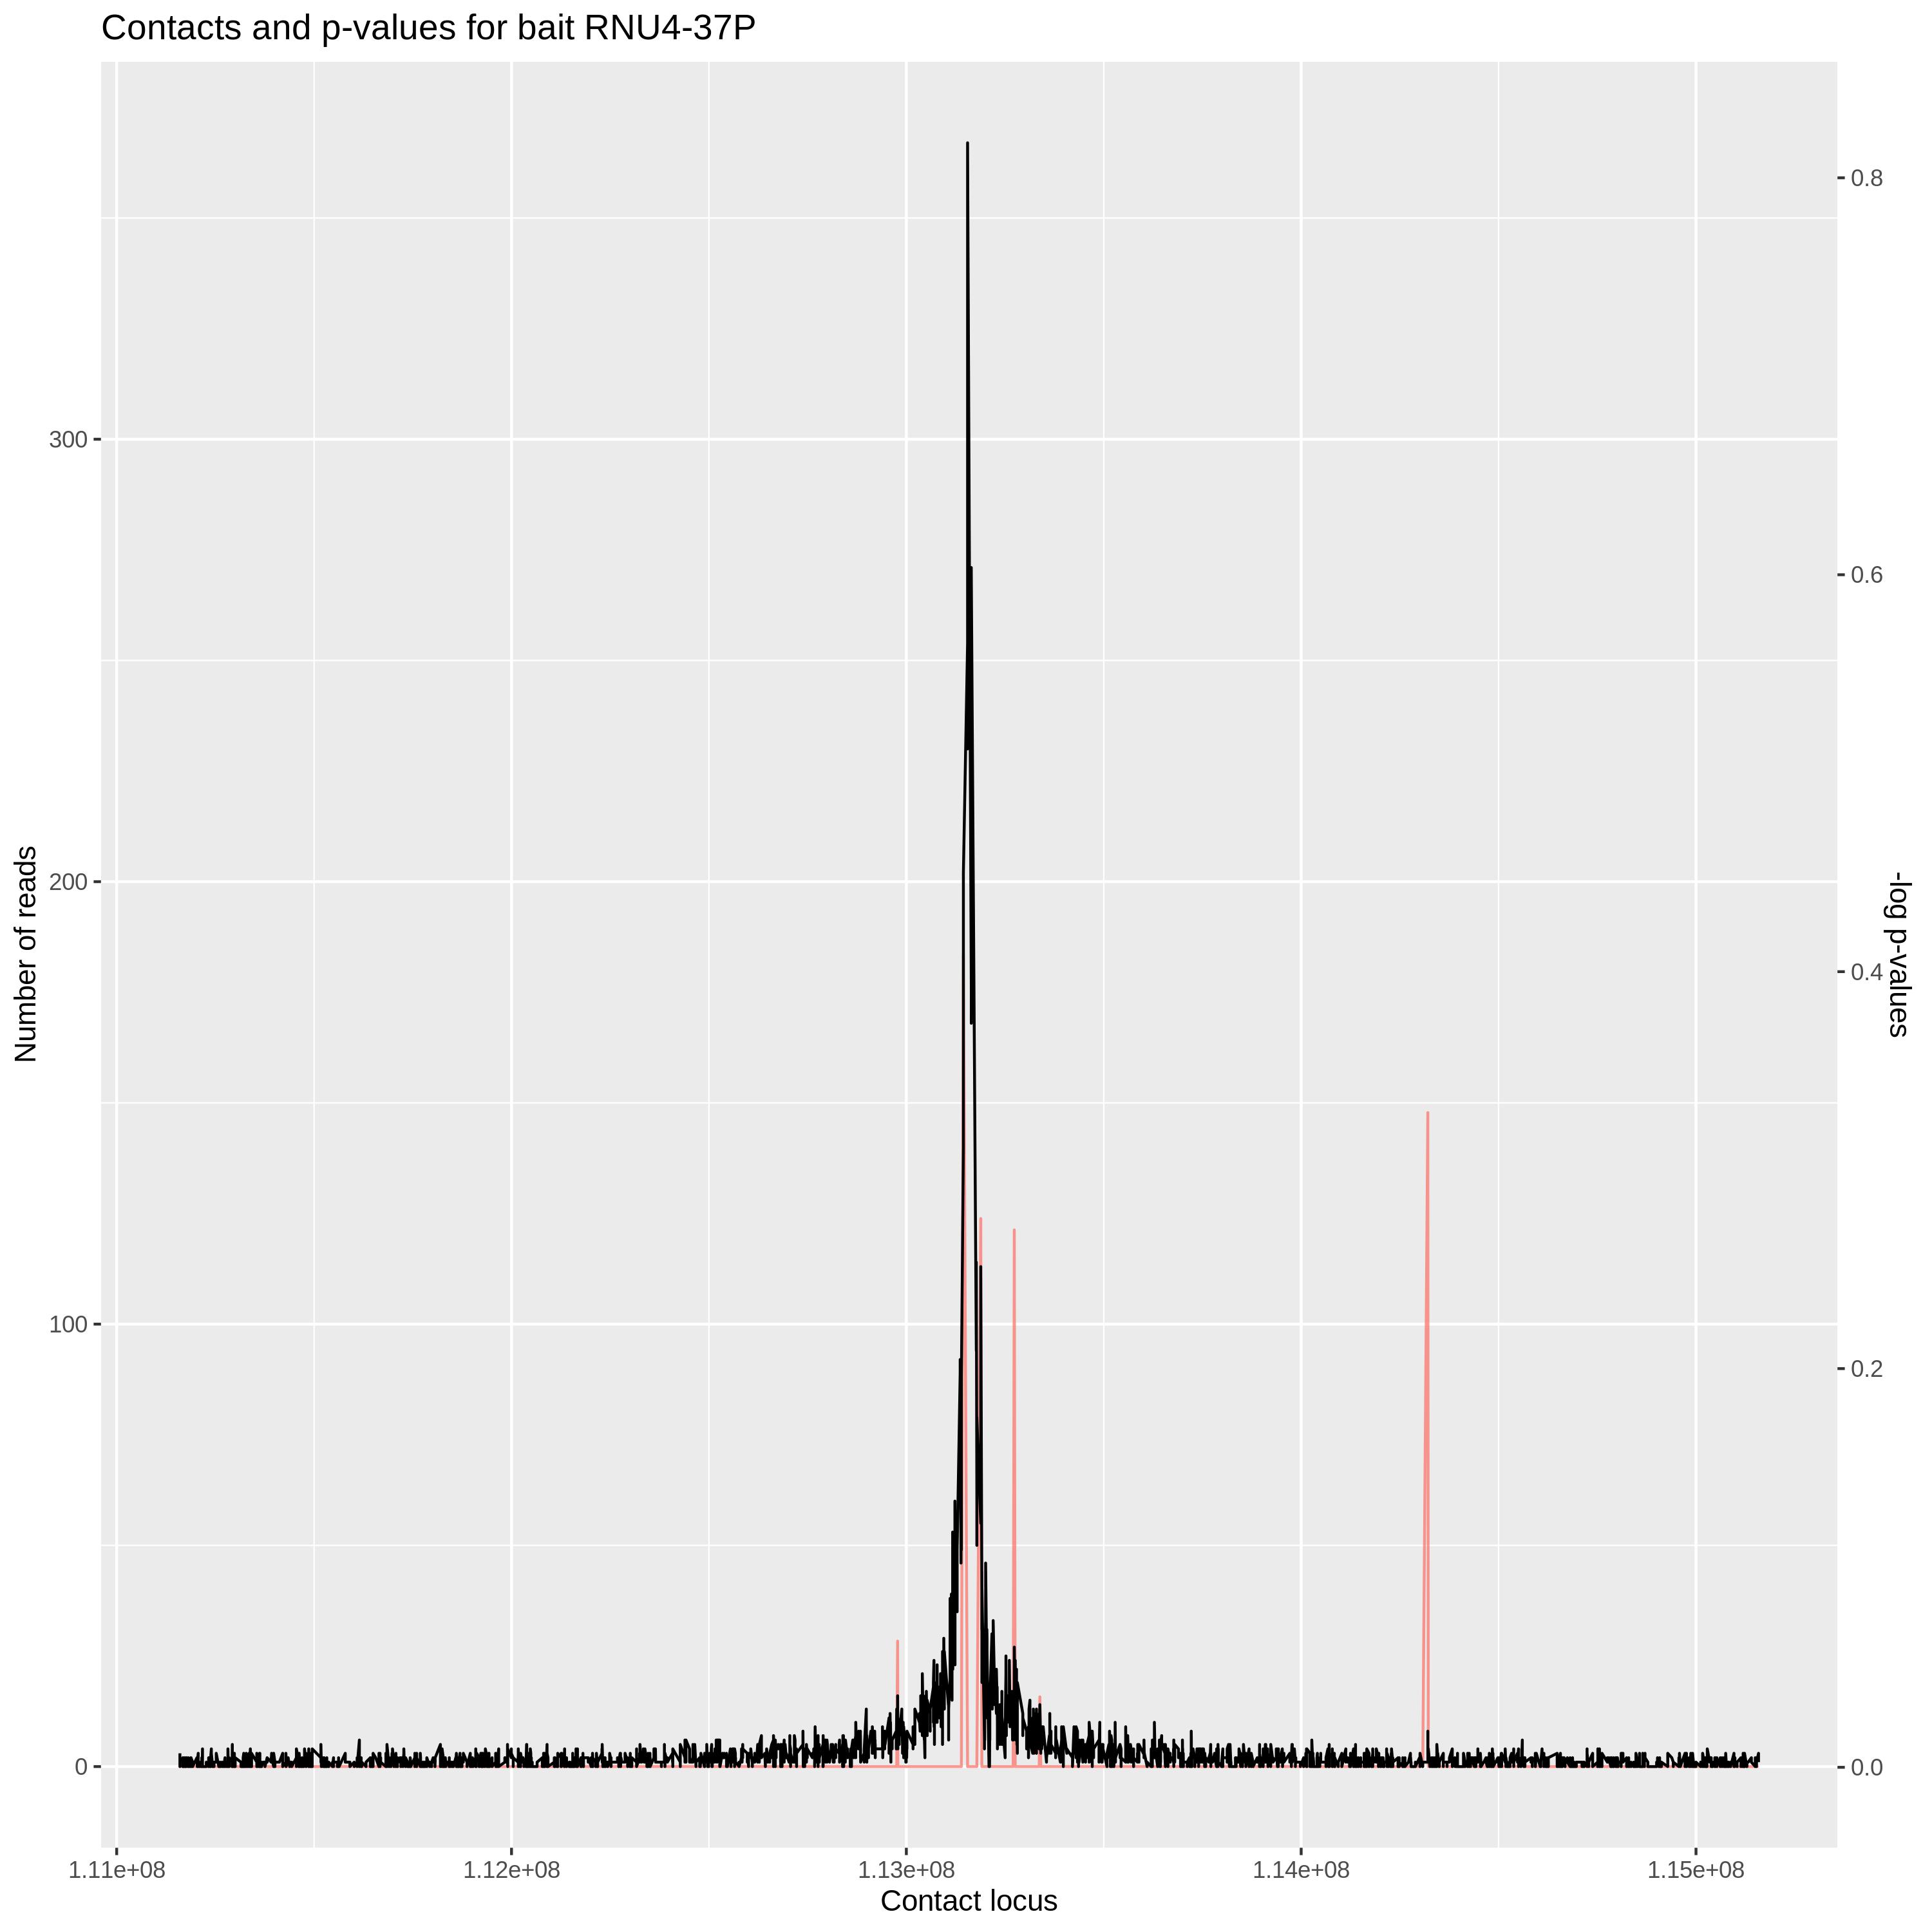 Contacts and p-values for bait RNU4-37P
Number of reads
300
200
100
0
0.8
0.6
0.4
0.2
0.0
-log p-values
1.11e+08 1.12e+08 1.13e+08 1.14e+08 1.15e+08
Contact locus